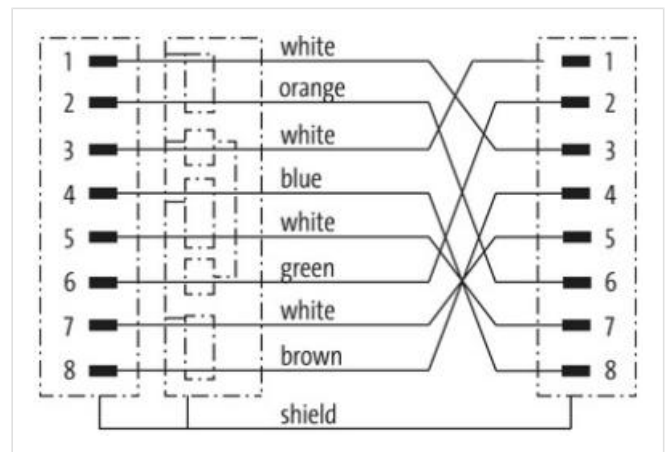 1 white 1
2 orange 2
3 white 3
4 blue 4
5 white 5
6 green 6
7 white 7
8 brown 8
shield